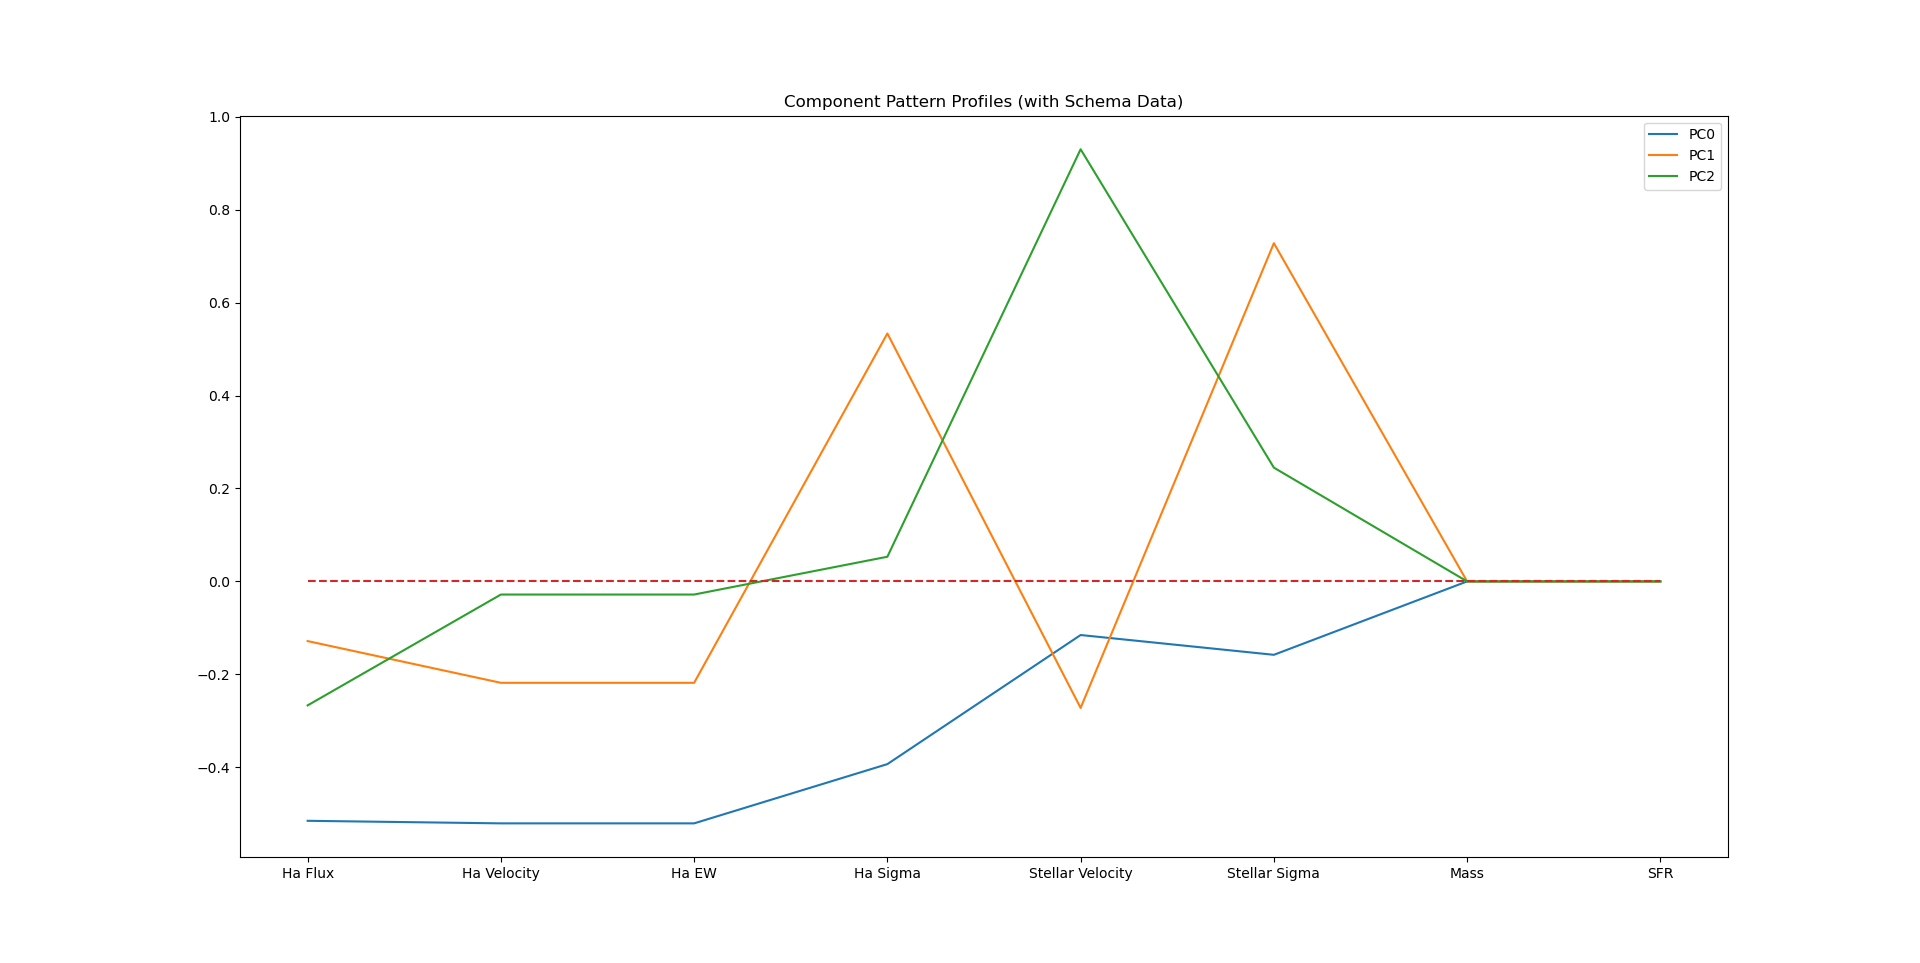 Component Pattern Profiles (with Schema Data)
1.0
0.8
0.6
0.4
0.2
0.0
−0.2
−0.4
PC0
PC1
PC2
Ha Flux
Ha Velocity
Ha EW
Ha Sigma
Stellar Velocity
Stellar Sigma
Mass
SFR